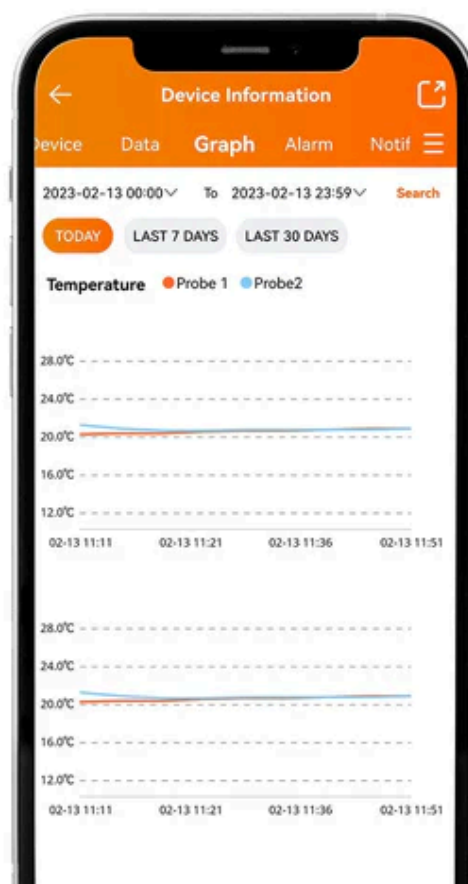 Device Information
Device Data Graph Alarm Notif
2023-02-13 00:00 To 2023-02-13 23:59 Search
TODAY LAST 7 DAYS LAST 30 DAYS
Temperature Probe 1 Probe2
28.0℃
24.0℃
20.0℃
16.0℃
12.0℃
02-13 11:11 02-13 11:21 02-13 11:36 02-13 11:51
28.0℃
24.0℃
20.0℃
16.0℃
12.0℃
02-13 11:11 02-13 11:21 02-13 11:36 02-13 11:51